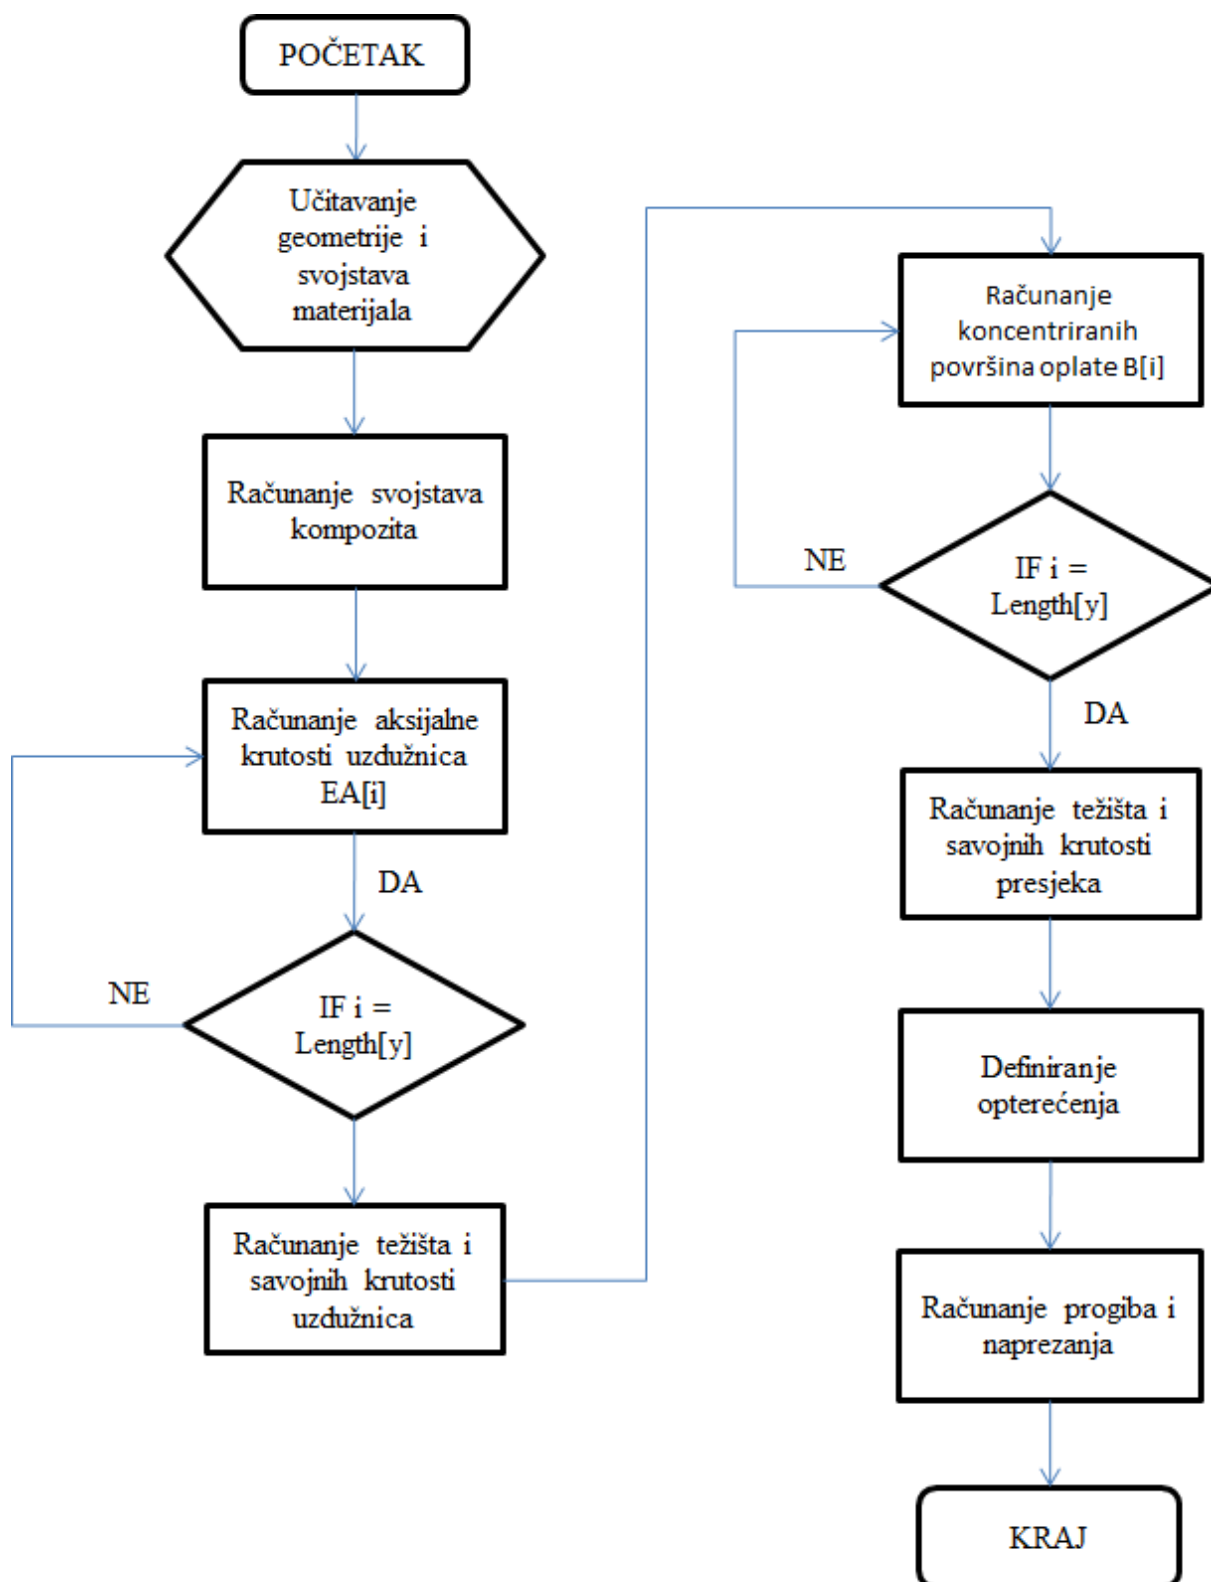 POČETAK
Učitavanje
geometrije i
svojstava
materijala
Računanje svojstava
kompozita
Računanje aksijalne
krutosti uzdužnica
EA[i]
DA
NE
IF i =
Length[y]
Računanje težišta i
savojnih krutosti
uzdužnica
Računanje
koncentriranih
površina oplate B[i]
NE
IF i =
Length[y]
DA
Računanje težišta i
savojnih krutosti
presjeka
Definiranje
opterećenja
Računanje progiba i
naprezanja
KRAJ